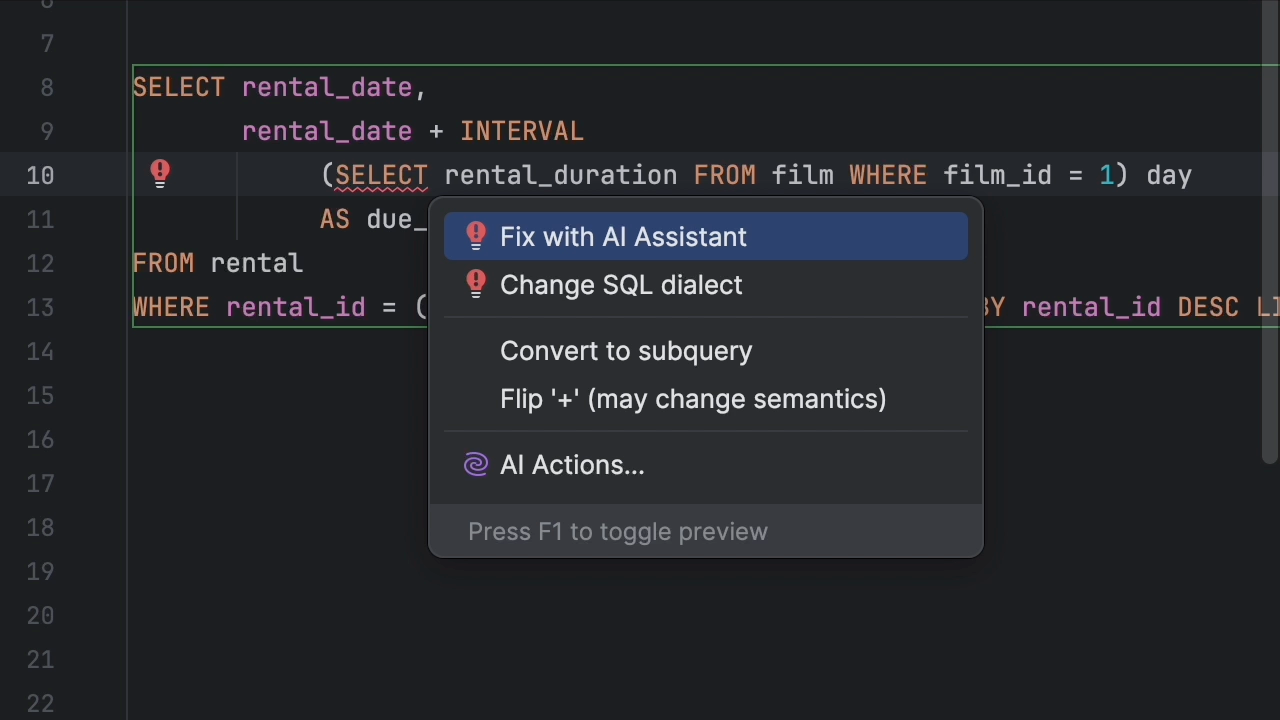 6
7
8 SELECT rental_date,
9 rental_date + INTERVAL
10 (SELECT rental_duration FROM film WHERE film_id = 1) day
11 AS due_
12 FROM rental
13 WHERE rental_id = ( BY rental_id DESC LI
Fix with AI Assistant
Change SQL dialect
Convert to subquery
Flip '+' (may change semantics)
AI Actions...
Press F1 to toggle preview
14
15
16
17
18
19
20
21
22